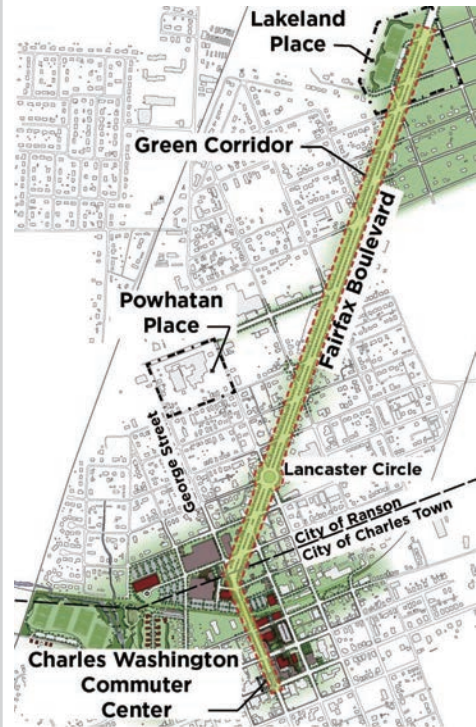 Lakeland
Place
Green Corridor
Fairfax Boulevard
Powhatan
Place
George Street
Lancaster Circle
City of Ranson
City of Charles Town
Charles Washington
Commuter
Center